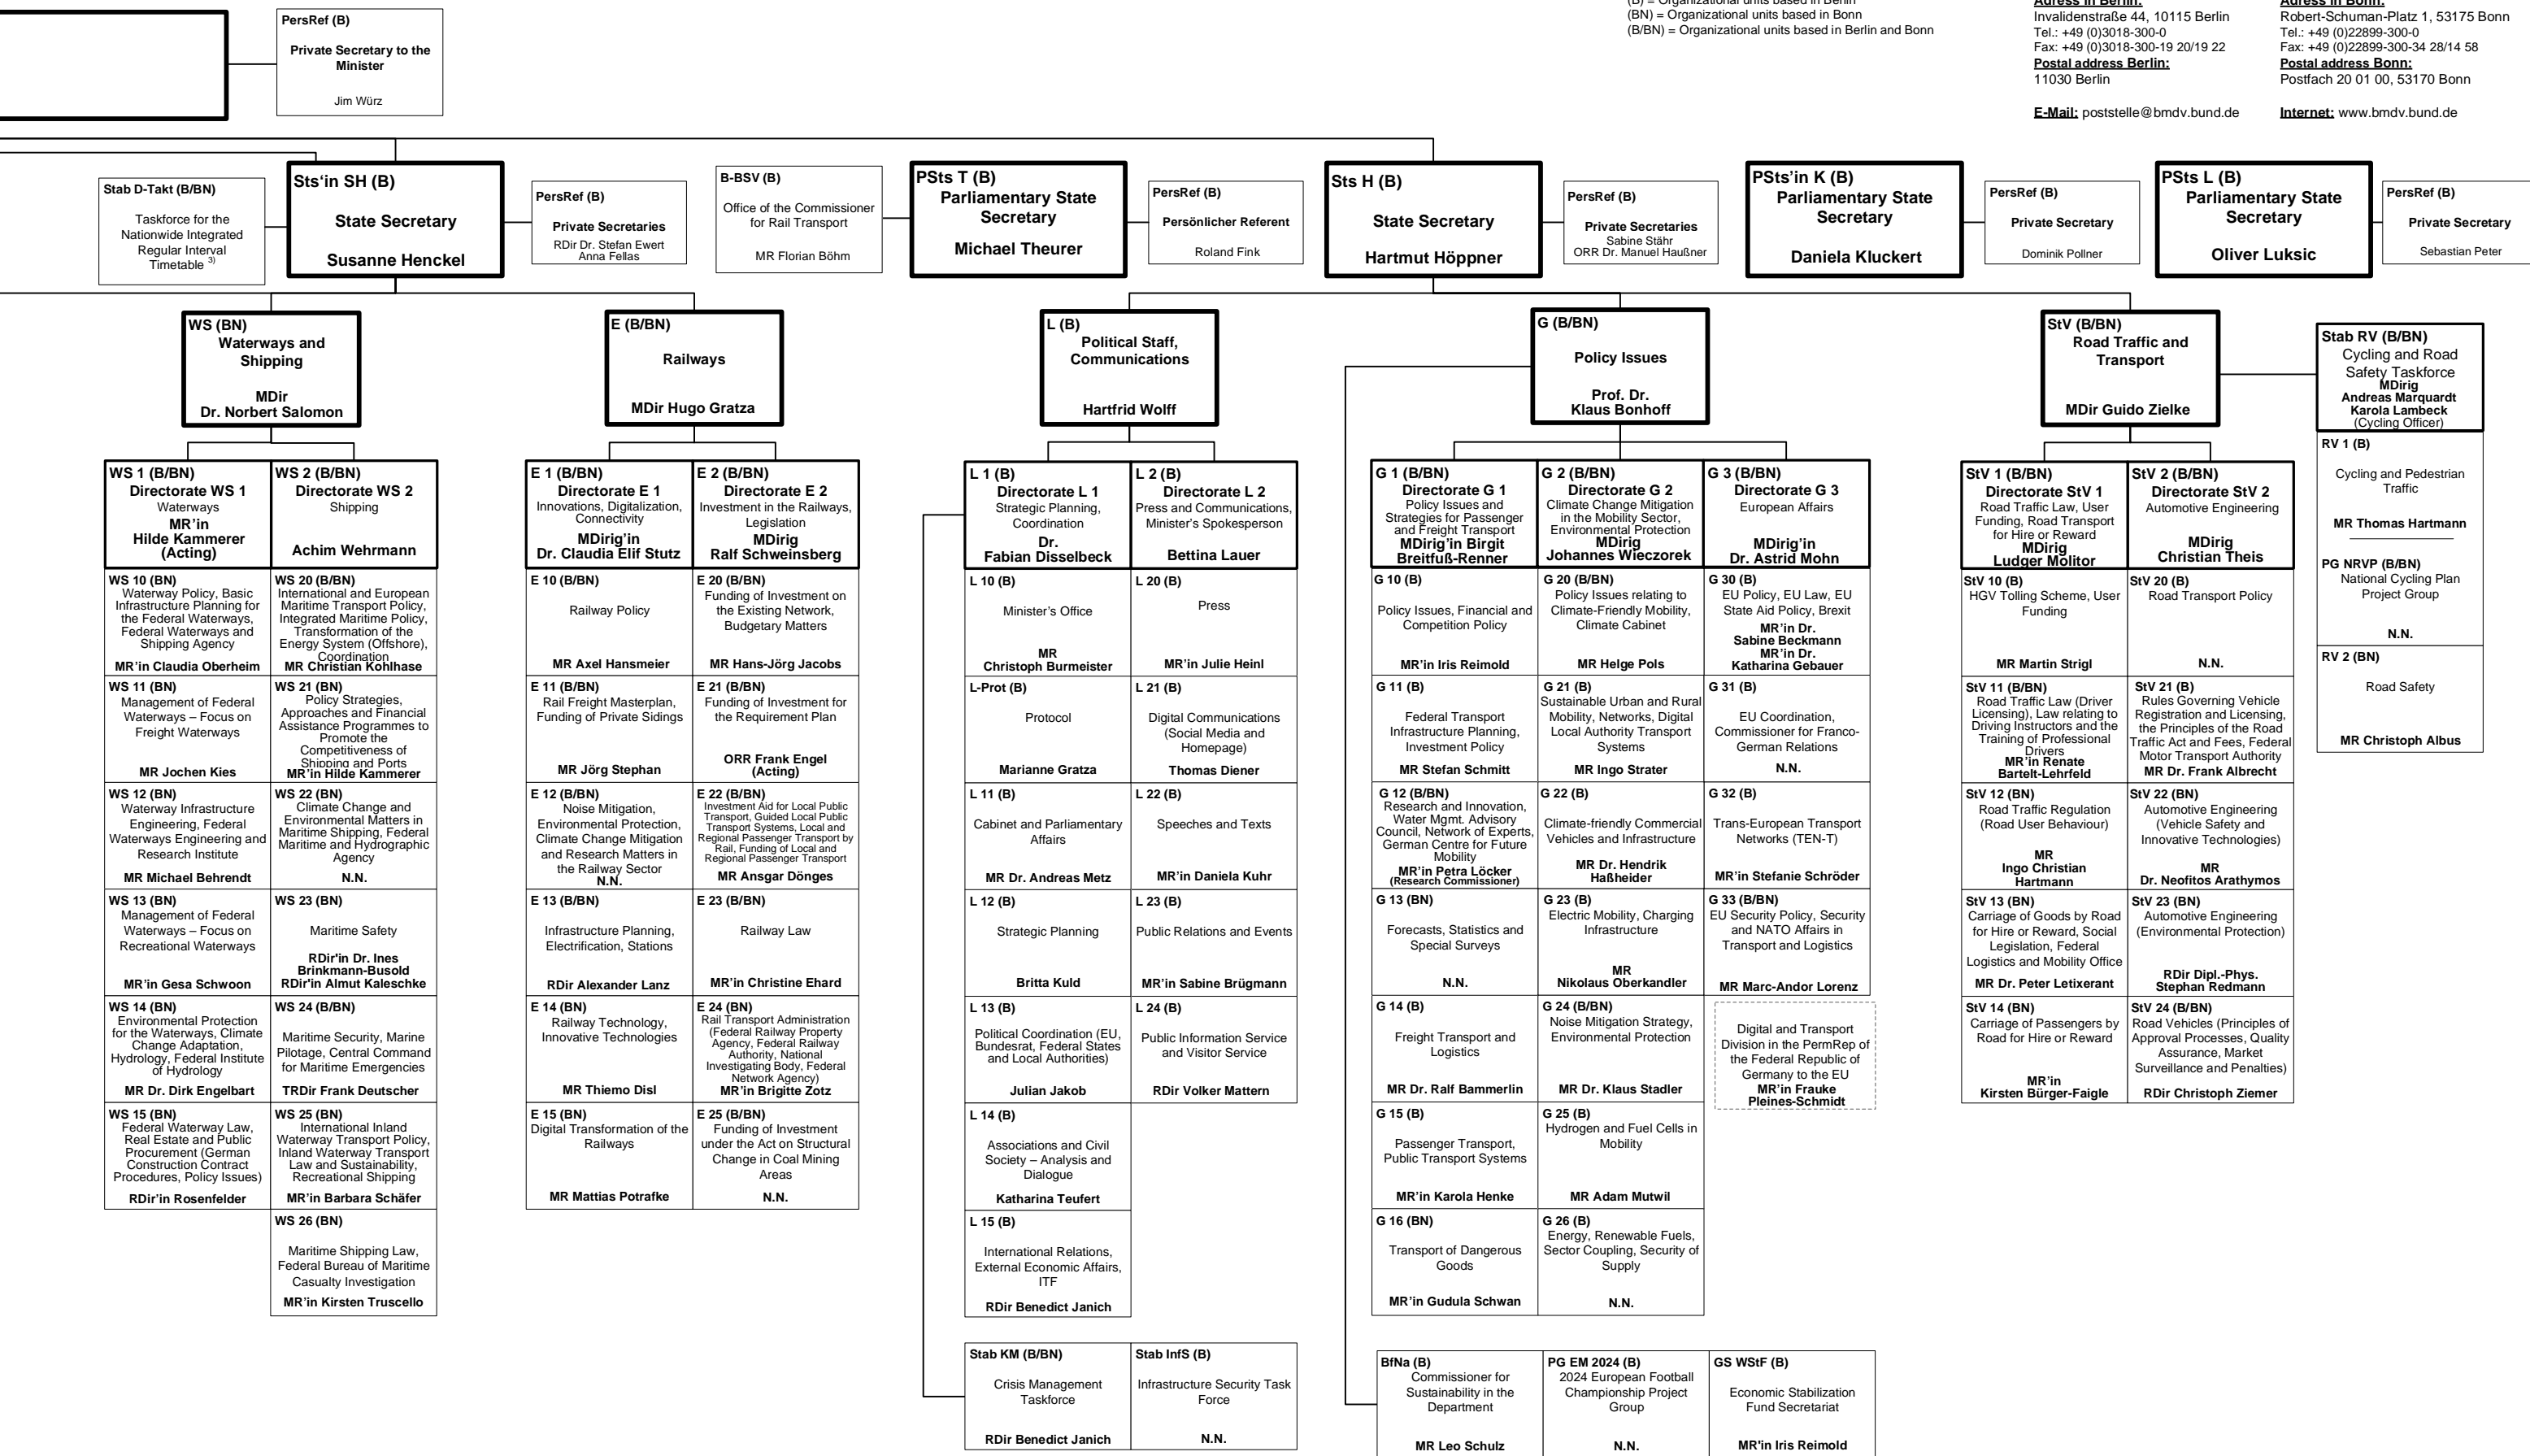 PersRef (B)
Private Secretary to the
Minister
Jim Würz
(B) = Organizational units based in Berlin
(BN) = Organizational units based in Bonn
(B/BN) = Organizational units based in Berlin and Bonn
Adress in Berlin:
Invalidenstraße 44, 10115 Berlin
Tel.: +49 (0)3018-300-0
Fax: +49 (0)3018-300-19 20/19 22
Postal address Berlin:
11030 Berlin
E-Mail: poststelle@bmdv.bund.de
Adress in Bonn:
Robert-Schuman-Platz 1, 53175 Bonn
Tel.: +49 (0)22899-300-0
Fax: +49 (0)22899-300-34 28/14 58
Postal address Bonn:
Postfach 20 01 00, 53170 Bonn
Internet: www.bmdv.bund.de
Stab D-Takt (B/BN)
Taskforce for the
Nationwide Integrated
Regular Interval
Timetable 3)
Sts‘in SH (B)
State Secretary
Susanne Henckel
PersRef (B)
Private Secretaries
RDir Dr. Stefan Ewert
Anna Fellas
B-BSV (B)
Office of the Commissioner
for Rail Transport
MR Florian Böhm
PSts T (B)
Parliamentary State
Secretary
Michael Theurer
PersRef (B)
Persönlicher Referent
Roland Fink
Sts H (B)
State Secretary
Hartmut Höppner
PersRef (B)
Private Secretaries
Sabine Stähr
ORR Dr. Manuel Haußner
PSts’in K (B)
Parliamentary State
Secretary
Daniela Kluckert
PersRef (B)
Private Secretary
Dominik Pollner
PSts L (B)
Parliamentary State
Secretary
Oliver Luksic
PersRef (B)
Private Secretary
Sebastian Peter
WS (BN)
Waterways and
Shipping
MDir
Dr. Norbert Salomon
E (B/BN)
Railways
MDir Hugo Gratza
L (B)
Political Staff,
Communications
Hartfrid Wolff
G (B/BN)
Policy Issues
Prof. Dr.
Klaus Bonhoff
StV (B/BN)
Road Traffic and
Transport
MDir Guido Zielke
Stab RV (B/BN)
Cycling and Road
Safety Taskforce
MDirig
Andreas Marquardt
Karola Lambeck
(Cycling Officer)
RV 1 (B)
Cycling and Pedestrian
Traffic
MR Thomas Hartmann
PG NRVP (B/BN)
National Cycling Plan
Project Group
N.N.
RV 2 (BN)
Road Safety
MR Christoph Albus
WS 1 (B/BN)
Directorate WS 1
Waterways
MR’in
Hilde Kammerer
(Acting)
WS 10 (BN)
Waterway Policy, Basic
Infrastructure Planning for
the Federal Waterways,
Federal Waterways and
Shipping Agency
MR’in Claudia Oberheim
WS 11 (BN)
Management of Federal
Waterways – Focus on
Freight Waterways
MR Jochen Kies
WS 12 (BN)
Waterway Infrastructure
Engineering, Federal
Waterways Engineering and
Research Institute
MR Michael Behrendt
WS 13 (BN)
Management of Federal
Waterways – Focus on
Recreational Waterways
MR’in Gesa Schwoon
WS 14 (BN)
Environmental Protection
for the Waterways, Climate
Change Adaptation,
Hydrology, Federal Institute
of Hydrology
MR Dr. Dirk Engelbart
WS 15 (BN)
Federal Waterway Law,
Real Estate and Public
Procurement (German
Construction Contract
Procedures, Policy Issues)
RDir’in Rosenfelder
WS 2 (B/BN)
Directorate WS 2
Shipping
Achim Wehrmann
WS 20 (B/BN)
International and European
Maritime Transport Policy,
Integrated Maritime Policy,
Transformation of the
Energy System (Offshore),
Coordination
MR Christian Kohlhase
WS 21 (BN)
Policy Strategies,
Approaches and Financial
Assistance Programmes to
Promote the
Competitiveness of
Shipping and Ports
MR’in Hilde Kammerer
WS 22 (BN)
Climate Change and
Environmental Matters in
Maritime Shipping, Federal
Maritime and Hydrographic
Agency
N.N.
WS 23 (BN)
Maritime Safety
RDir'in Dr. Ines
Brinkmann-Busold
RDir'in Almut Kaleschke
WS 24 (B/BN)
Maritime Security, Marine
Pilotage, Central Command
for Maritime Emergencies
TRDir Frank Deutscher
WS 25 (BN)
International Inland
Waterway Transport Policy,
Inland Waterway Transport
Law and Sustainability,
Recreational Shipping
MR’in Barbara Schäfer
WS 26 (BN)
Maritime Shipping Law,
Federal Bureau of Maritime
Casualty Investigation
MR’in Kirsten Truscello
E 1 (B/BN)
Directorate E 1
Innovations, Digitalization,
Connectivity
MDirig’in
Dr. Claudia Elif Stutz
E 10 (B/BN)
Railway Policy
MR Axel Hansmeier
E 11 (B/BN)
Rail Freight Masterplan,
Funding of Private Sidings
MR Jörg Stephan
E 12 (B/BN)
Noise Mitigation,
Environmental Protection,
Climate Change Mitigation
and Research Matters in
the Railway Sector
N.N.
E 13 (B/BN)
Infrastructure Planning,
Electrification, Stations
RDir Alexander Lanz
E 14 (BN)
Railway Technology,
Innovative Technologies
MR Thiemo Disl
E 15 (BN)
Digital Transformation of the
Railways
MR Mattias Potrafke
E 2 (B/BN)
Directorate E 2
Investment in the Railways,
Legislation
MDirig
Ralf Schweinsberg
E 20 (B/BN)
Funding of Investment on
the Existing Network,
Budgetary Matters
MR Hans-Jörg Jacobs
E 21 (B/BN)
Funding of Investment for
the Requirement Plan
ORR Frank Engel
(Acting)
E 22 (B/BN)
Investment Aid for Local Public
Transport, Guided Local Public
Transport Systems, Local and
Regional Passenger Transport by
Rail, Funding of Local and
Regional Passenger Transport
MR Ansgar Dönges
E 23 (B/BN)
Railway Law
MR’in Christine Ehard
E 24 (BN)
Rail Transport Administration
(Federal Railway Property
Agency, Federal Railway
Authority, National
Investigating Body, Federal
Network Agency)
MR’in Brigitte Zotz
E 25 (B/BN)
Funding of Investment
under the Act on Structural
Change in Coal Mining
Areas
N.N.
L 1 (B)
Directorate L 1
Strategic Planning,
Coordination
Dr.
Fabian Disselbeck
L 10 (B)
Minister’s Office
MR
Christoph Burmeister
L-Prot (B)
Protocol
Marianne Gratza
L 11 (B)
Cabinet and Parliamentary
Affairs
MR Dr. Andreas Metz
L 12 (B)
Strategic Planning
Britta Kuld
L 13 (B)
Political Coordination (EU,
Bundesrat, Federal States
and Local Authorities)
Julian Jakob
L 14 (B)
Associations and Civil
Society – Analysis and
Dialogue
Katharina Teufert
L 15 (B)
International Relations,
External Economic Affairs,
ITF
RDir Benedict Janich
L 2 (B)
Directorate L 2
Press and Communications,
Minister’s Spokesperson
Bettina Lauer
L 20 (B)
Press
MR’in Julie Heinl
L 21 (B)
Digital Communications
(Social Media and
Homepage)
Thomas Diener
L 22 (B)
Speeches and Texts
MR’in Daniela Kuhr
L 23 (B)
Public Relations and Events
MR’in Sabine Brügmann
L 24 (B)
Public Information Service
and Visitor Service
RDir Volker Mattern
Stab KM (B/BN)
Crisis Management
Taskforce
RDir Benedict Janich
Stab InfS (B)
Infrastructure Security Task
Force
N.N.
G 1 (B/BN)
Directorate G 1
Policy Issues and
Strategies for Passenger
and Freight Transport
MDirig’in Birgit
Breitfuß-Renner
G 10 (B)
Policy Issues, Financial and
Competition Policy
MR’in Iris Reimold
G 11 (B)
Federal Transport
Infrastructure Planning,
Investment Policy
MR Stefan Schmitt
G 12 (B/BN)
Research and Innovation,
Water Mgmt. Advisory
Council, Network of Experts,
German Centre for Future
Mobility
MR’in Petra Löcker
(Research Commissioner)
G 13 (BN)
Forecasts, Statistics and
Special Surveys
N.N.
G 14 (B)
Freight Transport and
Logistics
MR Dr. Ralf Bammerlin
G 15 (B)
Passenger Transport,
Public Transport Systems
MR’in Karola Henke
G 16 (BN)
Transport of Dangerous
Goods
MR’in Gudula Schwan
G 2 (B/BN)
Directorate G 2
Climate Change Mitigation
in the Mobility Sector,
Environmental Protection
MDirig
Johannes Wieczorek
G 20 (B/BN)
Policy Issues relating to
Climate-Friendly Mobility,
Climate Cabinet
MR Helge Pols
G 21 (B)
Sustainable Urban and Rural
Mobility, Networks, Digital
Local Authority Transport
Systems
MR Ingo Strater
G 22 (B)
Climate-friendly Commercial
Vehicles and Infrastructure
MR Dr. Hendrik
Haßheider
G 23 (B)
Electric Mobility, Charging
Infrastructure
MR
Nikolaus Oberkandler
G 24 (B/BN)
Noise Mitigation Strategy,
Environmental Protection
MR Dr. Klaus Stadler
G 25 (B)
Hydrogen and Fuel Cells in
Mobility
MR Adam Mutwil
G 26 (B)
Energy, Renewable Fuels,
Sector Coupling, Security of
Supply
N.N.
G 3 (B/BN)
Directorate G 3
European Affairs
MDirig’in
Dr. Astrid Mohn
G 30 (B)
EU Policy, EU Law, EU
State Aid Policy, Brexit
MR’in Dr.
Sabine Beckmann
MR’in Dr.
Katharina Gebauer
G 31 (B)
EU Coordination,
Commissioner for Franco-
German Relations
N.N.
G 32 (B)
Trans-European Transport
Networks (TEN-T)
MR’in Stefanie Schröder
G 33 (B/BN)
EU Security Policy, Security
and NATO Affairs in
Transport and Logistics
MR Marc-Andor Lorenz
Digital and Transport
Division in the PermRep of
the Federal Republic of
Germany to the EU
MR’in Frauke
Pleines-Schmidt
BfNa (B)
Commissioner for
Sustainability in the
Department
MR Leo Schulz
PG EM 2024 (B)
2024 European Football
Championship Project
Group
N.N.
GS WStF (B)
Economic Stabilization
Fund Secretariat
MR'in Iris Reimold
StV 1 (B/BN)
Directorate StV 1
Road Traffic Law, User
Funding, Road Transport
for Hire or Reward
MDirig
Ludger Molitor
StV 10 (B)
HGV Tolling Scheme, User
Funding
MR Martin Strigl
StV 11 (B/BN)
Road Traffic Law (Driver
Licensing), Law relating to
Driving Instructors and the
Training of Professional
Drivers
MR’in Renate
Bartelt-Lehrfeld
StV 12 (BN)
Road Traffic Regulation
(Road User Behaviour)
MR
Ingo Christian
Hartmann
StV 13 (BN)
Carriage of Goods by Road
for Hire or Reward, Social
Legislation, Federal
Logistics and Mobility Office
MR Dr. Peter Letixerant
StV 14 (BN)
Carriage of Passengers by
Road for Hire or Reward
MR’in
Kirsten Bürger-Faigle
StV 2 (B/BN)
Directorate StV 2
Automotive Engineering
MDirig
Christian Theis
StV 20 (B)
Road Transport Policy
N.N.
StV 21 (B)
Rules Governing Vehicle
Registration and Licensing,
the Principles of the Road
Traffic Act and Fees, Federal
Motor Transport Authority
MR Dr. Frank Albrecht
StV 22 (BN)
Automotive Engineering
(Vehicle Safety and
Innovative Technologies)
MR
Dr. Neofitos Arathymos
StV 23 (BN)
Automotive Engineering
(Environmental Protection)
RDir Dipl.-Phys.
Stephan Redmann
StV 24 (B/BN)
Road Vehicles (Principles of
Approval Processes, Quality
Assurance, Market
Surveillance and Penalties)
RDir Christoph Ziemer